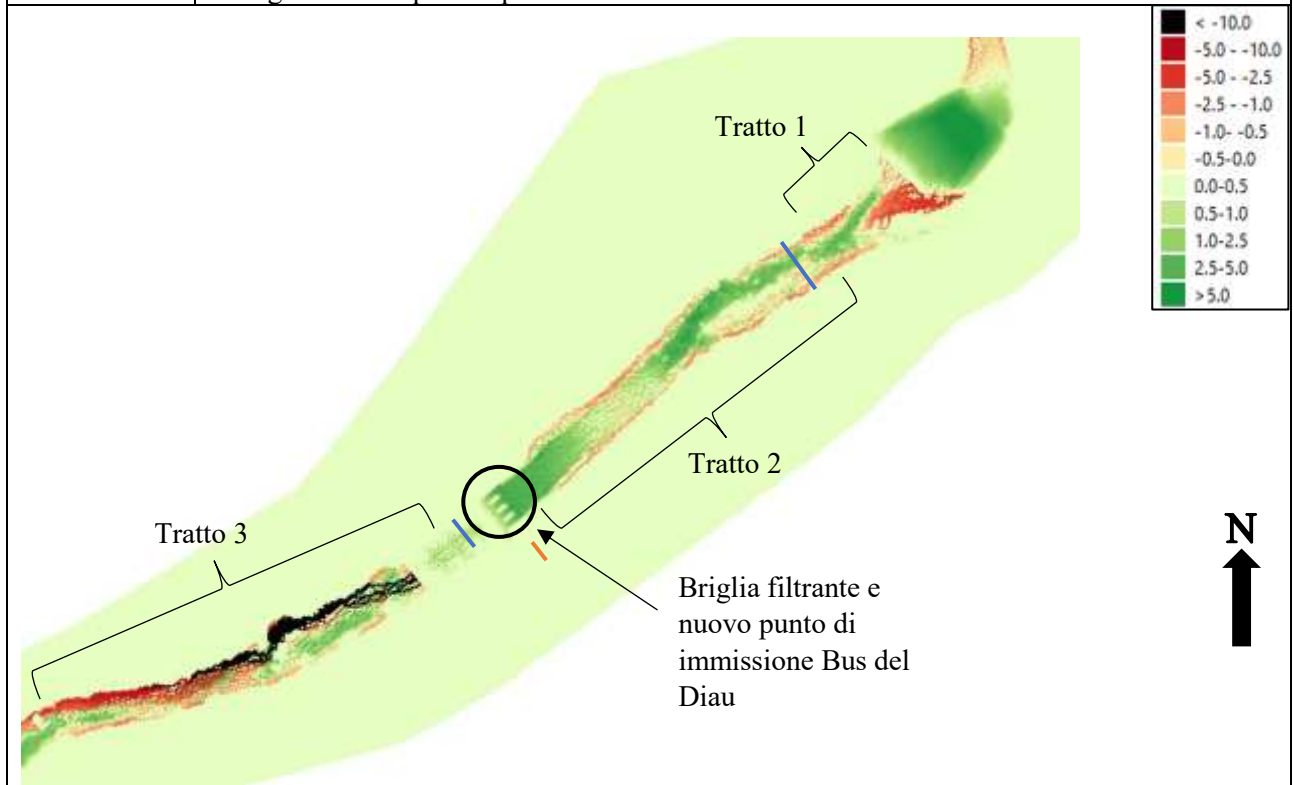 < -10.0
-5.0 - -10.0
-5.0 - -2.5
-2.5 - -1.0
-1.0- -0.5
-0.5-0.0
0.0-0.5
0.5-1.0
1.0-2.5
2.5-5.0
>5.0
Tratto 1
Tratto 2
Tratto 3
N
Briglia filtrante e
nuovo punto di
immissione Bus del
Diau